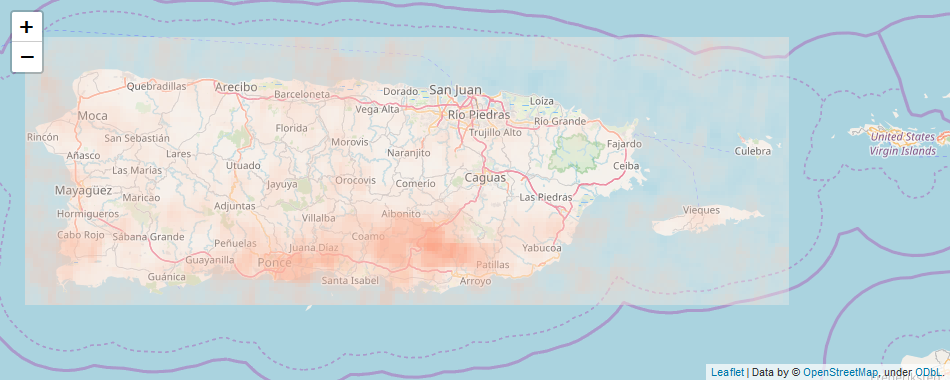 +
−
Quebradillas
Arecibo
Barceloneta
Dorado
San Juan
Vega Alta
Loíza
Moca
Río Piedras
Río Grande
Florida
Trujillo Alto
Rincón
San Sebastián
Morovis
Fajardo
United States
Virgin Islands
Añasco
Lares
Naranjito
Culebra
Utuado
Ceiba
Las Marías
Jayuya
Orocovis
Comerío
Caguas
Mayagüez
Maricao
Las Piedras
Adjuntas
Hormigueros
Villalba
Aibonito
Vieques
Cabo Rojo
Sabana Grande
Peñuelas
Juana Díaz
Coamo
Yabucoa
Guayanilla
Ponce
Patillas
Guánica
Santa Isabel
Arroyo
Leaflet | Data by © OpenStreetMap, under ODbL.